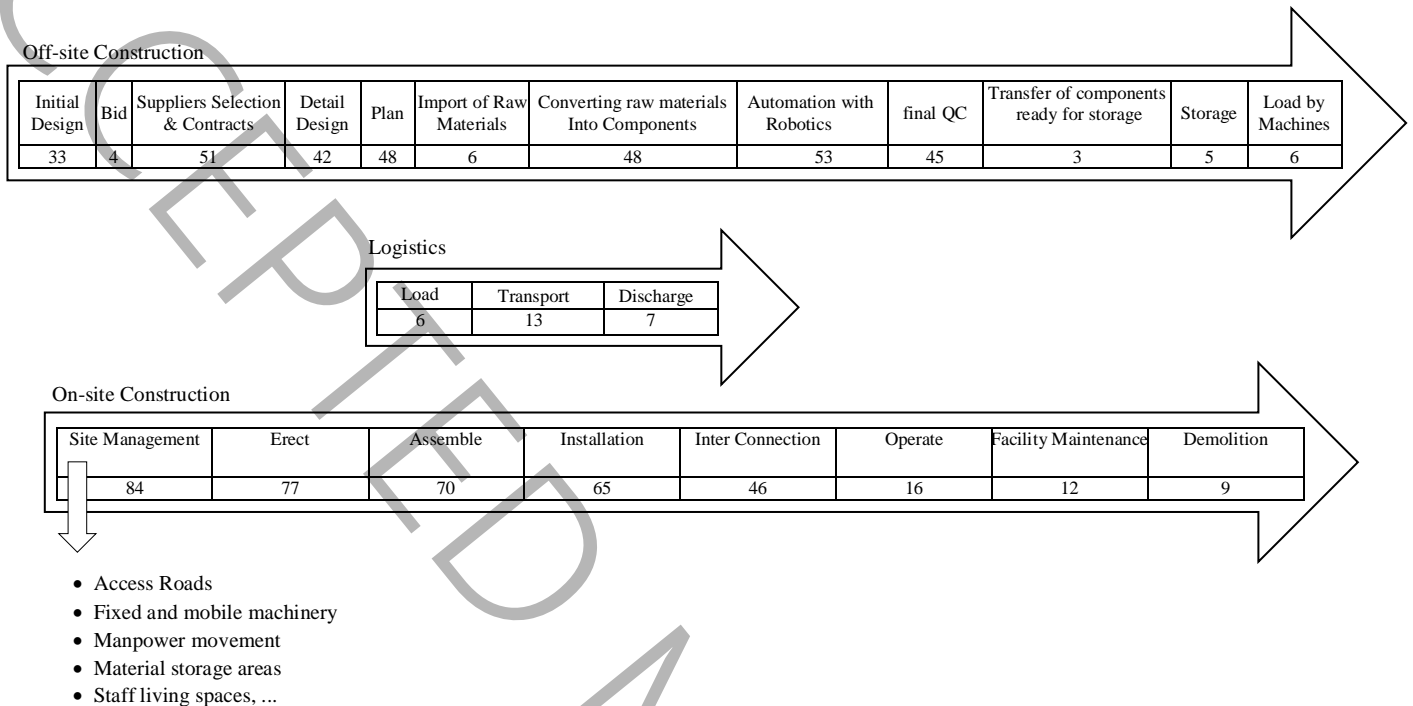 Off-site Construction
Initial Design | Bid | Suppliers Selection & Contracts | Detail Design | Plan | Import of Raw Materials | Converting raw materials Into Components | Automation with Robotics | final QC | Transfer of components ready for storage | Storage | Load by Machines
33 | 4 | 51 | 42 | 48 | 6 | 48 | 53 | 45 | 3 | 5 | 6
Logistics
Load | Transport | Discharge
6 | 13 | 7
On-site Construction
Site Management | Erect | Assemble | Installation | Inter Connection | Operate | Facility Maintenance | Demolition
84 | 77 | 70 | 65 | 46 | 16 | 12 | 9
• Access Roads
• Fixed and mobile machinery
• Manpower movement
• Material storage areas
• Staff living spaces, ...
CCEPTED